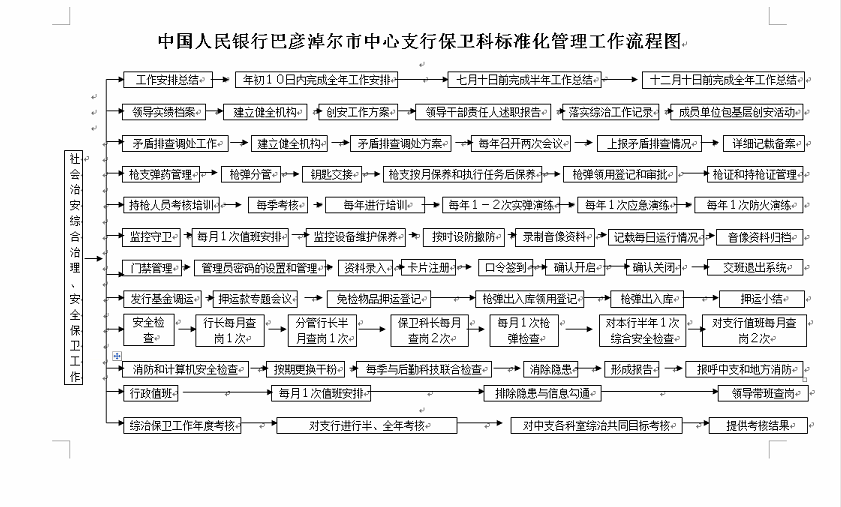 中国人民银行巴彦淖尔市中心支行保卫科标准化管理工作流程图
社会治安综合治理、安全保卫工作
工作安排总结 年初10日内完成全年工作安排 七月十日前完成半年工作总结 十二月十日前完成全年工作总结
领导实绩档案 建立健全机构 创安工作方案 领导干部责任人述职报告 落实综治工作记录 成员单位包基层创安活动
矛盾排查调处工作 建立健全机构 矛盾排查调处方案 每年召开两次会议 上报矛盾排查情况 详细记载备案
枪支弹药管理 枪弹分管 钥匙交接 枪支按月保养和执行任务后保养 枪弹领用登记和审批 枪证和持枪证管理
持枪人员考核培训 每季考核 每年进行培训 每年1－2次实弹演练 每年1次应急演练 每年1次防火演练
监控守卫 每月1次值班安排 监控设备维护保养 按时设防撤防 录制音像资料 记载每日运行情况 音像资料归档
门禁管理 管理员密码的设置和管理 资料录入 卡片注册 口令签到 确认开启 确认关闭 交班退出系统
发行基金调运 押运款专题会议 免检物品押运登记 枪弹出入库领用登记 枪弹出入库 押运小结
安全检查 行长每月查岗1次 分管行长半月查岗1次 保卫科长每月查岗2次 每月1次枪弹检查 对本行半年1次综合安全检查 对支行值班每月查岗2次
消防和计算机安全检查 按期更换干粉 每季与后勤科技联合检查 消除隐患 形成报告 报呼中支和地方消防
行政值班 每月1次值班安排 排除隐患与信息勾通 领导带班查岗
综治保卫工作年度考核 对支行进行半、全年考核 对中支各科室综治共同目标考核 提供考核结果